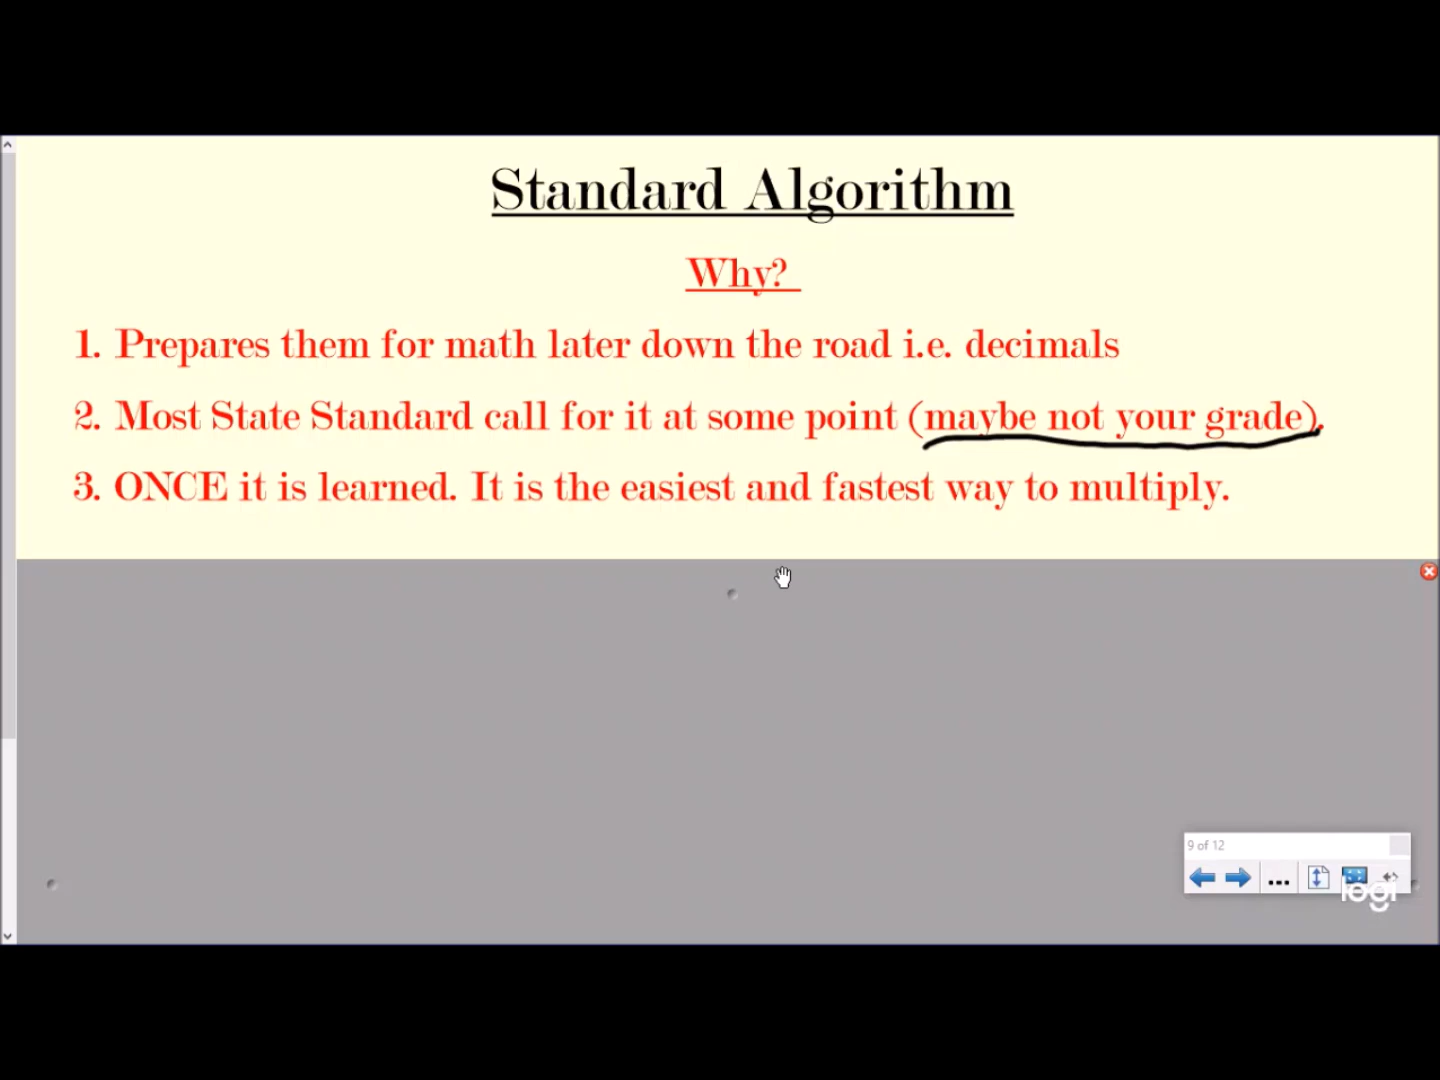 Standard Algorithm
Why?
1. Prepares them for math later down the road i.e. decimals
2. Most State Standard call for it at some point (maybe not your grade).
3. ONCE it is learned. It is the easiest and fastest way to multiply.
9 of 12
logi